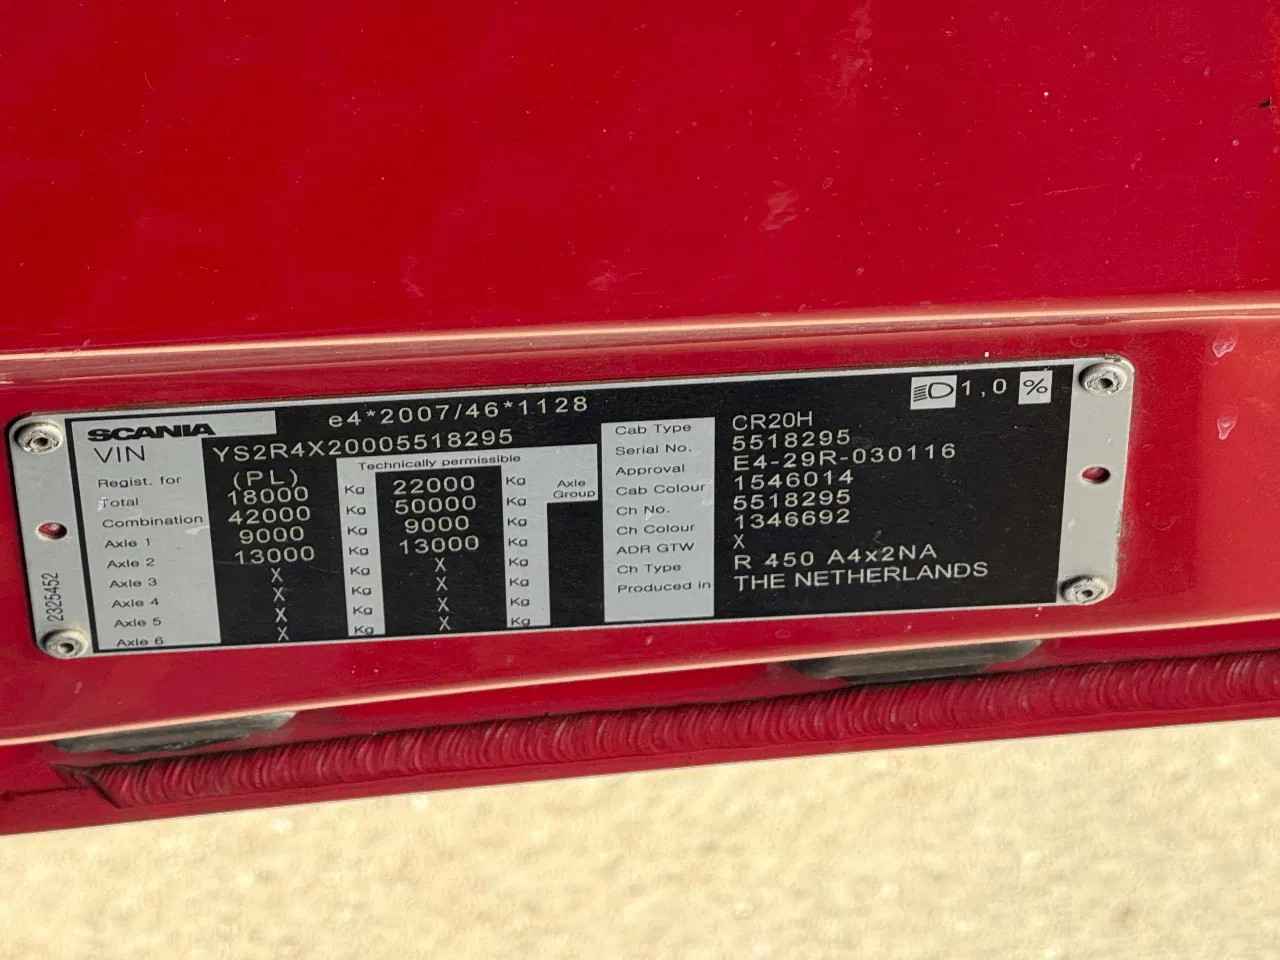 SCANIA e4*2007/46*1128
VIN YS2R4X20005518295
Technically permissible
Regist. for (PL)
Total 18000 Kg 22000 Kg Axle Group
Combination 42000 Kg 50000 Kg
Axle 1 9000 Kg 9000 Kg
Axle 2 13000 Kg 13000 Kg
Axle 3 X Kg X Kg
Axle 4 X Kg X Kg
Axle 5 X Kg X Kg
Axle 6 X Kg X Kg
2325452
1,0 %
Cab Type CR20H
Serial No. 5518295
Approval E4-29R-030116
Cab Colour 1546014
Ch No. 5518295
Ch Colour 1346692
ADR GTW X
Ch Type R 450 A4x2NA
Produced in THE NETHERLANDS